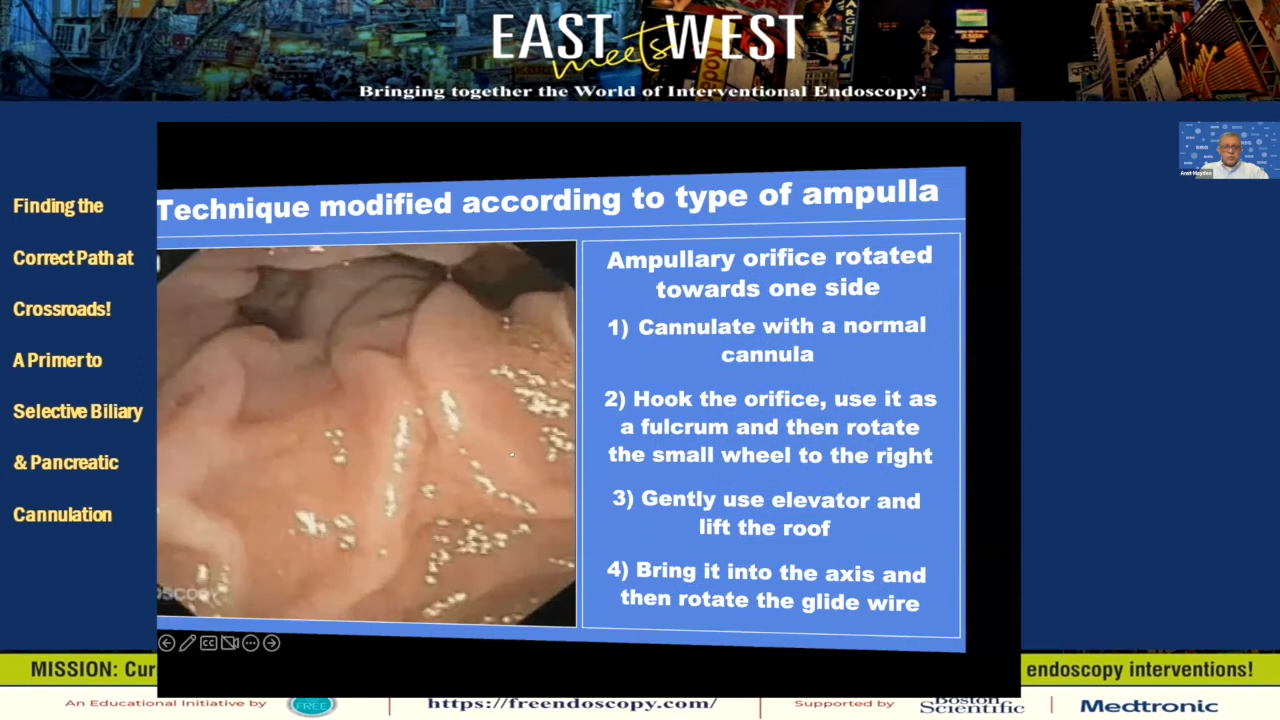 EAST meets WEST
Bringing together the World of Interventional Endoscopy!
Finding the
Correct Path at
Crossroads!
A Primer to
Selective Biliary
& Pancreatic
Cannulation
Technique modified according to type of ampulla
Ampullary orifice rotated
towards one side
1) Cannulate with a normal
cannula
2) Hook the orifice, use it as
a fulcrum and then rotate
the small wheel to the right
3) Gently use elevator and
lift the roof
4) Bring it into the axis and
then rotate the glide wire
CC
MISSION: Cur
endoscopy interventions!
An Educational Initiative by
FREE
https://freendoscopy.com/
Supported by
Boston
Scientific
Medtronic